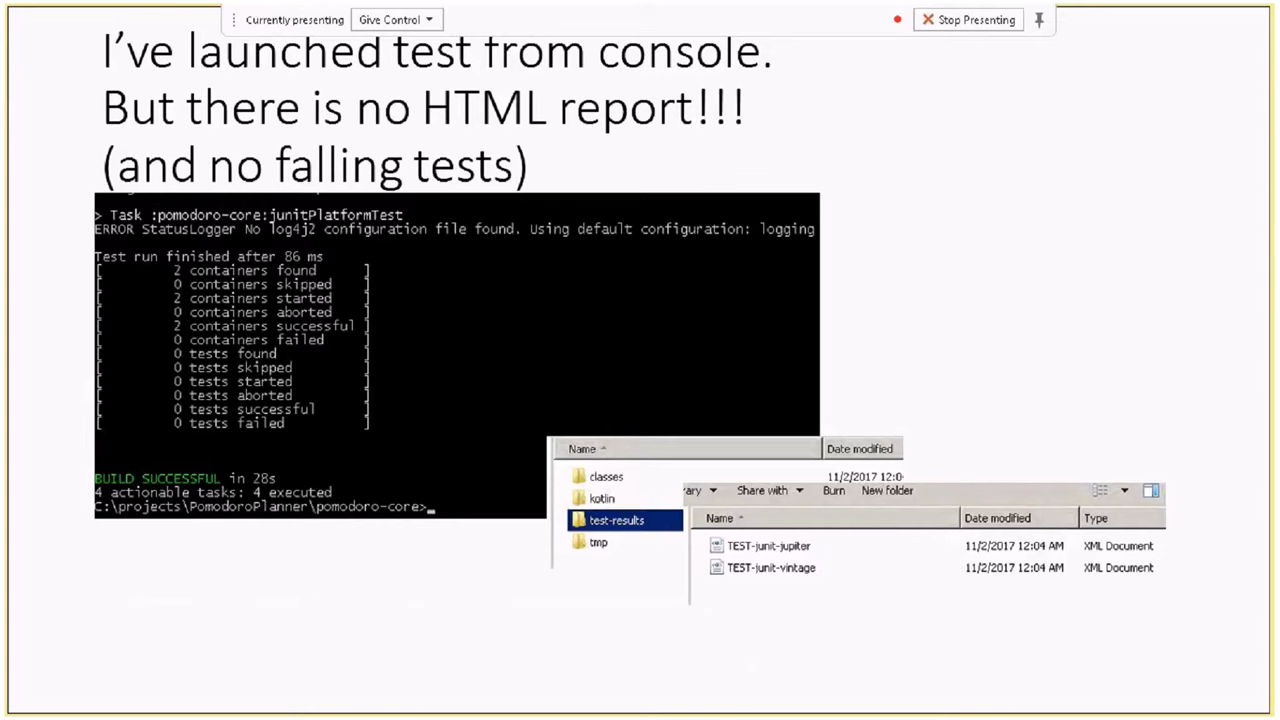 Currently presenting Give Control Stop Presenting
I've launched test from console.
But there is no HTML report!!!
(and no falling tests)
> Task :pomodoro-core:junitPlatformTest
ERROR StatusLogger No log4j2 configuration file found. Using default configuration: logging
Test run finished after 86 ms
[ 2 containers found ]
[ 0 containers skipped ]
[ 2 containers started ]
[ 0 containers aborted ]
[ 2 containers successful ]
[ 0 containers failed ]
[ 0 tests found ]
[ 0 tests skipped ]
[ 0 tests started ]
[ 0 tests aborted ]
[ 0 tests successful ]
[ 0 tests failed ]
BUILD SUCCESSFUL in 28s
4 actionable tasks: 4 executed
C:\projects\PomodoroPlanner\pomodoro-core>
Name Date modified
classes 11/2/2017 12:0
kotlin
test-results
tmp
ary Share with Burn New folder
Name Date modified Type
TEST-junit-jupiter 11/2/2017 12:04 AM XML Document
TEST-junit-vintage 11/2/2017 12:04 AM XML Document